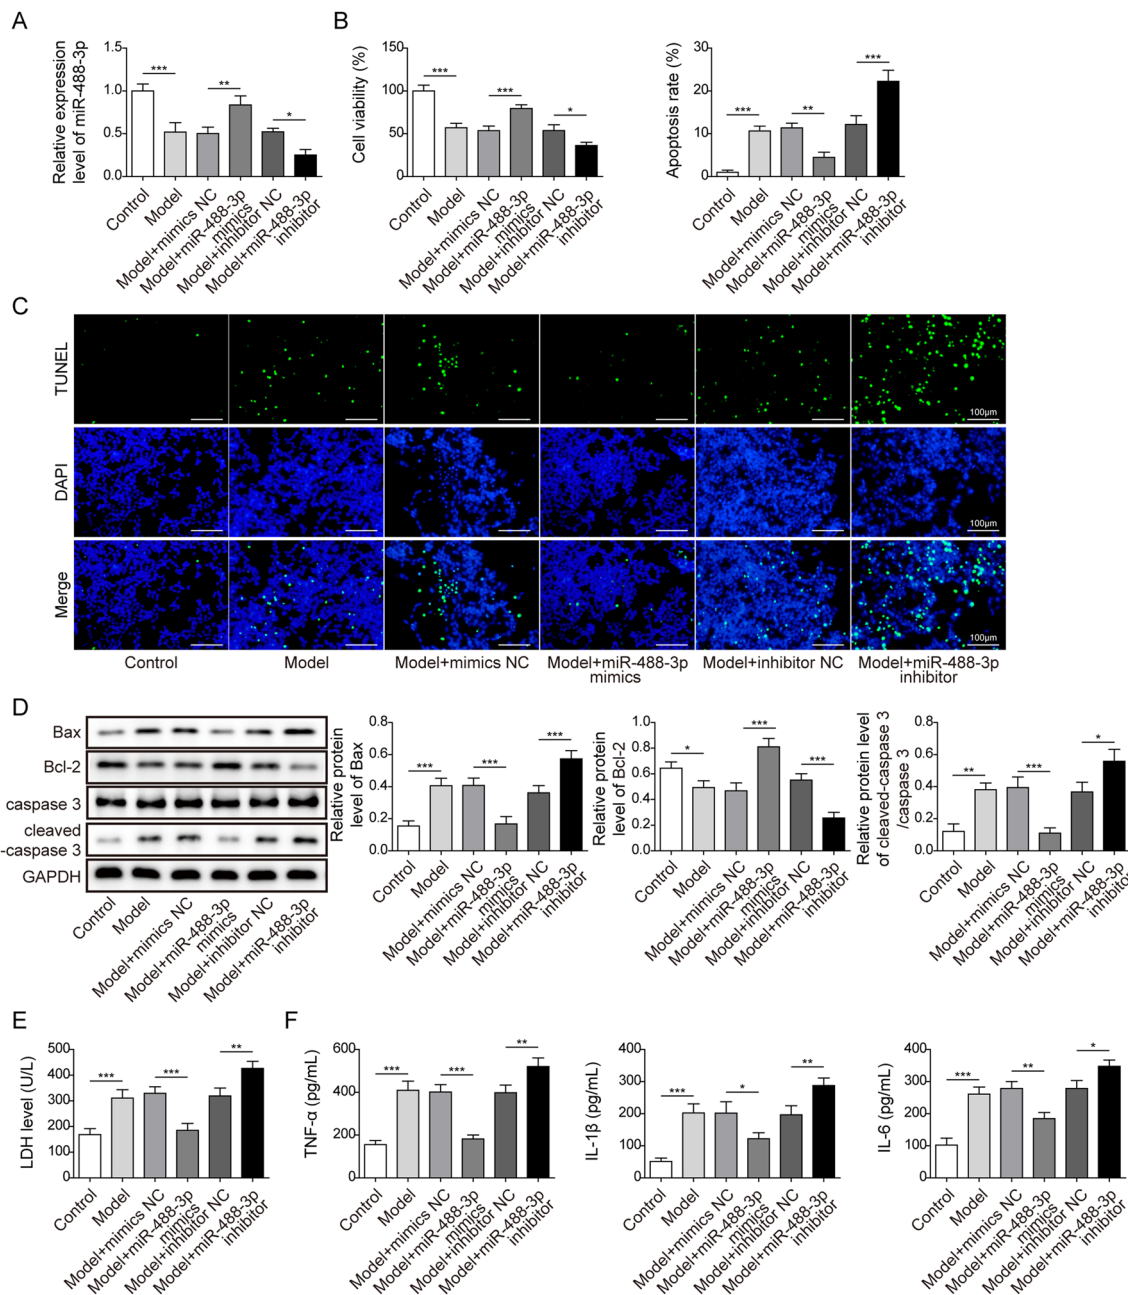 A
Relative expression
level of miR-488-3p
1.5
1.0
0.5
0.0
***
**
*
Control
Model
Model+mimics NC
Model+miR-488-3p
mimics
Model+inhibitor NC
Model+miR-488-3p
inhibitor
B
Cell viability (%)
150
100
50
0
***
***
*
Control
Model
Model+mimics NC
Model+miR-488-3p
mimics
Model+inhibitor NC
Model+miR-488-3p
inhibitor
Apoptosis rate (%)
30
20
10
0
***
**
***
Control
Model
Model+mimics NC
Model+miR-488-3p
mimics
Model+inhibitor NC
Model+miR-488-3p
inhibitor
C
TUNEL
100μm
DAPI
100μm
Merge
100μm
Control
Model
Model+mimics NC
Model+miR-488-3p
mimics
Model+inhibitor NC
Model+miR-488-3p
inhibitor
D
Bax
Bcl-2
caspase 3
cleaved
-caspase 3
GAPDH
Control
Model
Model+mimics NC
Model+miR-488-3p
mimics
Model+inhibitor NC
Model+miR-488-3p
inhibitor
Relative protein
level of Bax
0.8
0.6
0.4
0.2
0.0
***
***
***
Control
Model
Model+mimics NC
Model+miR-488-3p
mimics
Model+inhibitor NC
Model+miR-488-3p
inhibitor
Relative protein
level of Bcl-2
1.0
0.8
0.6
0.4
0.2
0.0
*
***
***
Control
Model
Model+mimics NC
Model+miR-488-3p
mimics
Model+inhibitor NC
Model+miR-488-3p
inhibitor
Relative protein level
of cleaved-caspase 3
/caspase 3
0.8
0.6
0.4
0.2
0.0
**
***
*
Control
Model
Model+mimics NC
Model+miR-488-3p
mimics
Model+inhibitor NC
Model+miR-488-3p
inhibitor
E
LDH level (U/L)
500
400
300
200
100
0
***
***
**
Control
Model
Model+mimics NC
Model+miR-488-3p
mimics
Model+inhibitor NC
Model+miR-488-3p
inhibitor
F
TNF-α (pg/mL)
600
400
200
0
***
***
**
Control
Model
Model+mimics NC
Model+miR-488-3p
mimics
Model+inhibitor NC
Model+miR-488-3p
inhibitor
IL-1β (pg/mL)
400
300
200
100
0
***
*
**
Control
Model
Model+mimics NC
Model+miR-488-3p
mimics
Model+inhibitor NC
Model+miR-488-3p
inhibitor
IL-6 (pg/mL)
400
300
200
100
0
***
**
*
Control
Model
Model+mimics NC
Model+miR-488-3p
mimics
Model+inhibitor NC
Model+miR-488-3p
inhibitor